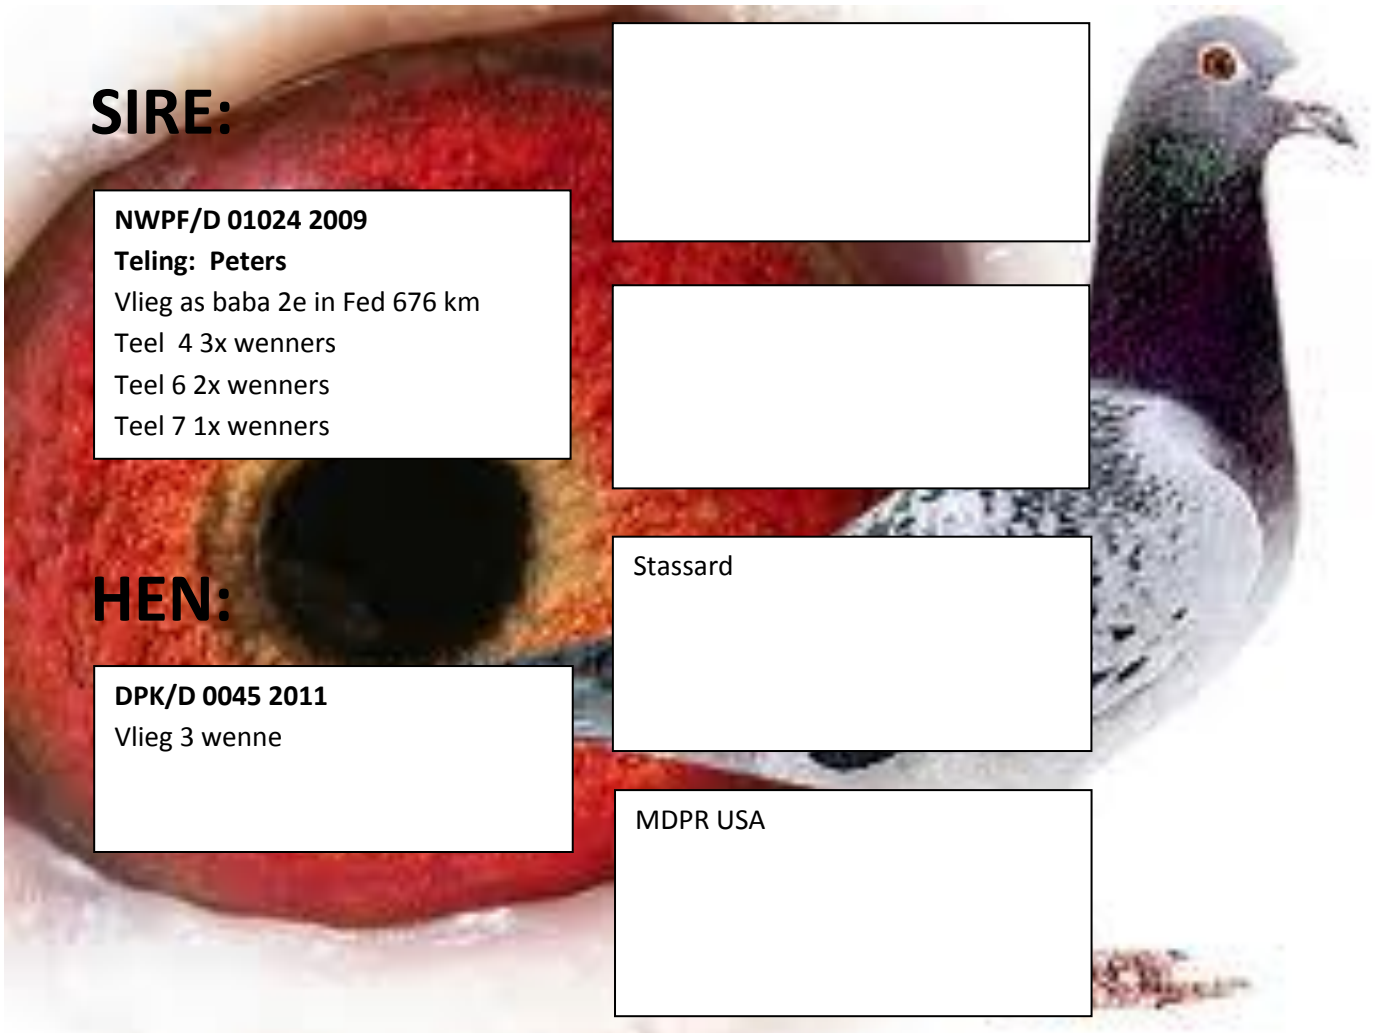 SIRE:
NWPF/D 01024 2009
Teling:  Peters
Vlieg as baba 2e in Fed 676 km
Teel  4 3x wenners
Teel 6 2x wenners
Teel 7 1x wenners
HEN:
DPK/D 0045 2011
Vlieg 3 wenne
Stassard
MDPR USA